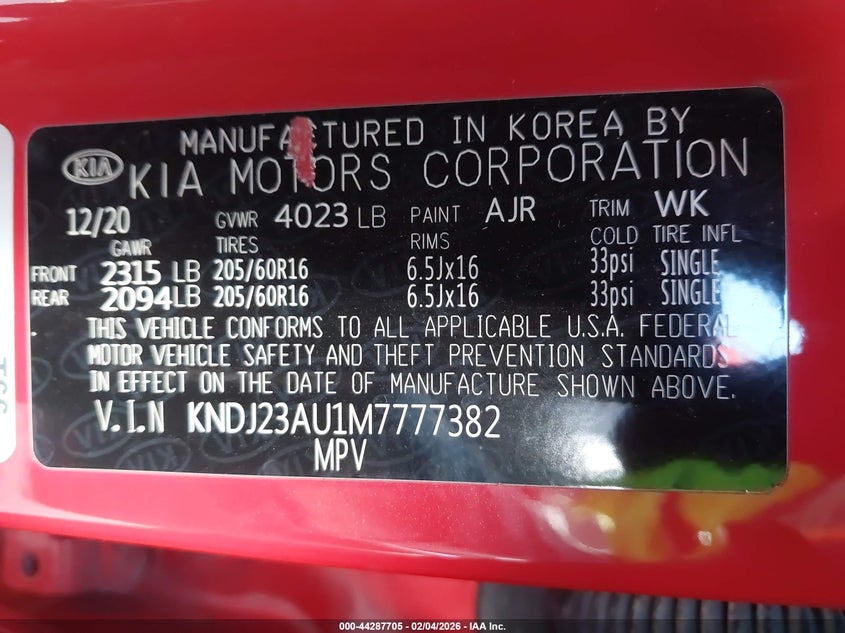 MANUFACTURED IN KOREA BY
KIA KIA MOTORS CORPORATION
12/20 GVWR 4023 LB PAINT AJR TRIM WK
GAWR TIRES RIMS COLD TIRE INFL
FRONT 2315 LB 205/60R16 6.5Jx16 33psi SINGLE
REAR 2094 LB 205/60R16 6.5Jx16 33psi SINGLE
THIS VEHICLE CONFORMS TO ALL APPLICABLE U.S.A. FEDERAL
MOTOR VEHICLE SAFETY AND THEFT PREVENTION STANDARDS
IN EFFECT ON THE DATE OF MANUFACTURE SHOWN ABOVE.
V.I.N KNDJ23AU1M7777382
MPV
000-44287705 - 02/04/2026 - IAA Inc.